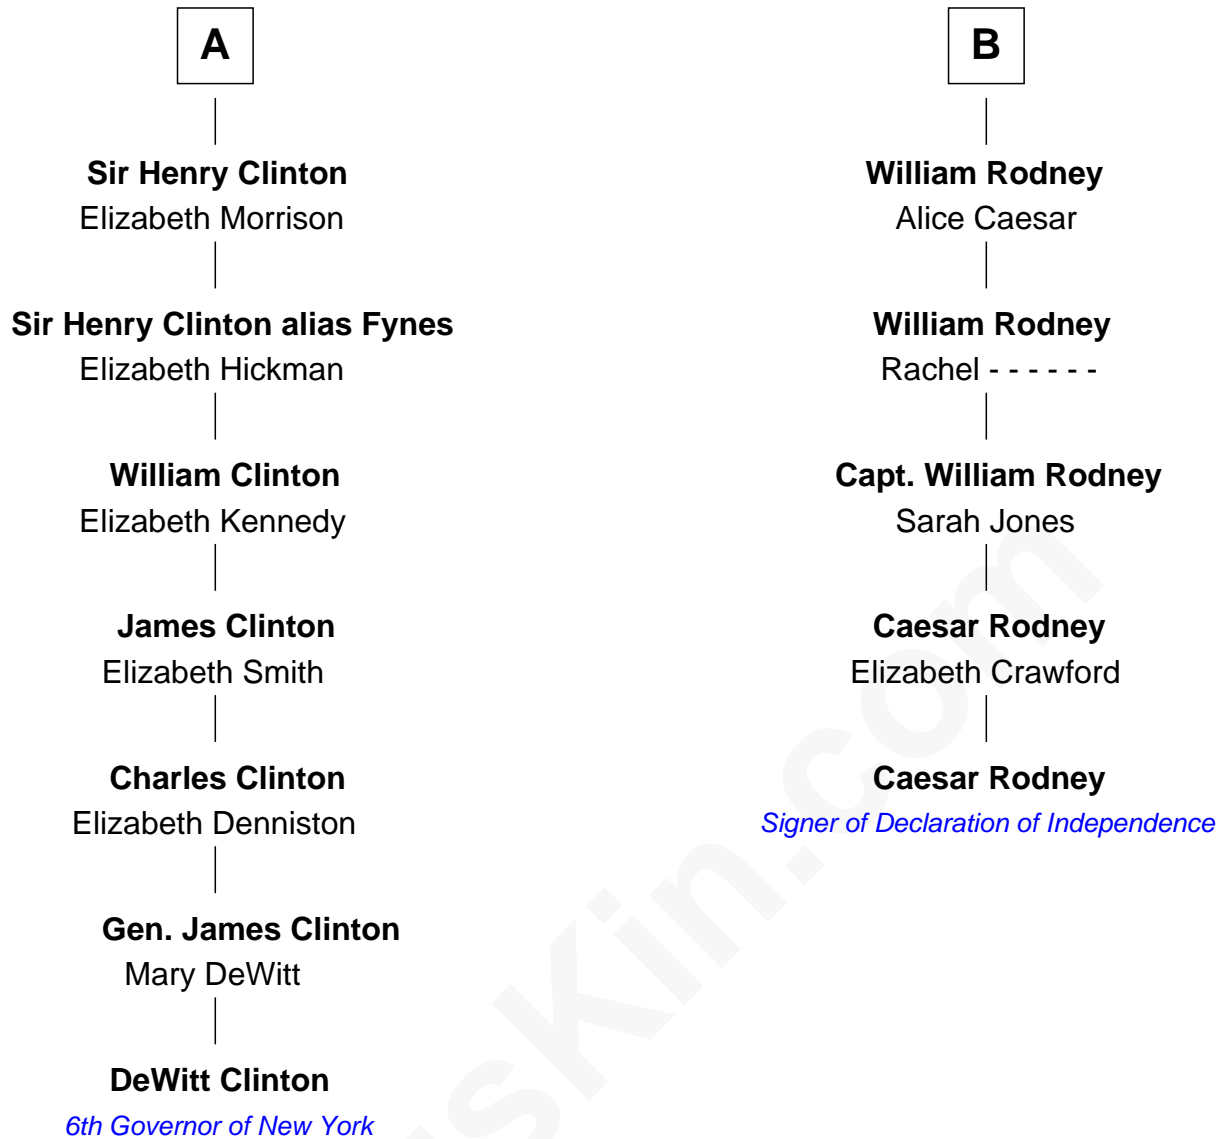 A
Sir Henry Clinton
Elizabeth Morrison
Sir Henry Clinton alias Fynes
Elizabeth Hickman
William Clinton
Elizabeth Kennedy
James Clinton
Elizabeth Smith
Charles Clinton
Elizabeth Denniston
Gen. James Clinton
Mary DeWitt
DeWitt Clinton
6th Governor of New York
B
William Rodney
Alice Caesar
William Rodney
Rachel - - - - - -
Capt. William Rodney
Sarah Jones
Caesar Rodney
Elizabeth Crawford
Caesar Rodney
Signer of Declaration of Independence
isKin.com